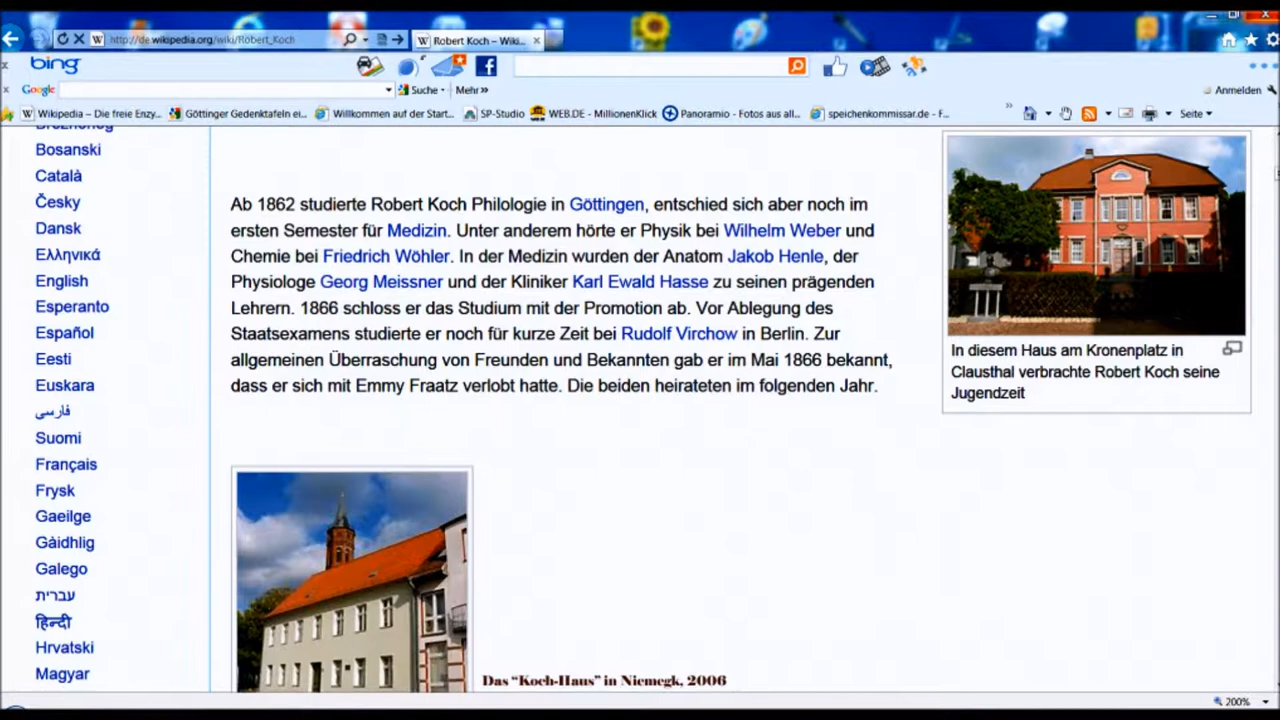 http://de.wikipedia.org/wiki/Robert_Koch
W Robert Koch – Wiki...
bing
Google
Suche
Mehr »
Anmelden
Wikipedia – Die freie Enzy...
Göttinger Gedenktafeln ei...
Willkommen auf der Start...
SP-Studio
WEB.DE - MillionenKlick
Panoramio - Fotos aus all...
speichenkommissar.de - F...
Seite
Bosanski
Català
Česky
Dansk
Ελληνικά
English
Esperanto
Español
Eesti
Euskara
فارسی
Suomi
Français
Frysk
Gaeilge
Gàidhlig
Galego
עברית
हिन्दी
Hrvatski
Magyar
Ab 1862 studierte Robert Koch Philologie in Göttingen, entschied sich aber noch im
ersten Semester für Medizin. Unter anderem hörte er Physik bei Wilhelm Weber und
Chemie bei Friedrich Wöhler. In der Medizin wurden der Anatom Jakob Henle, der
Physiologe Georg Meissner und der Kliniker Karl Ewald Hasse zu seinen prägenden
Lehrern. 1866 schloss er das Studium mit der Promotion ab. Vor Ablegung des
Staatsexamens studierte er noch für kurze Zeit bei Rudolf Virchow in Berlin. Zur
allgemeinen Überraschung von Freunden und Bekannten gab er im Mai 1866 bekannt,
dass er sich mit Emmy Fraatz verlobt hatte. Die beiden heirateten im folgenden Jahr.
In diesem Haus am Kronenplatz in
Clausthal verbrachte Robert Koch seine
Jugendzeit
Das “Koch-Haus” in Niemegk, 2006
200%